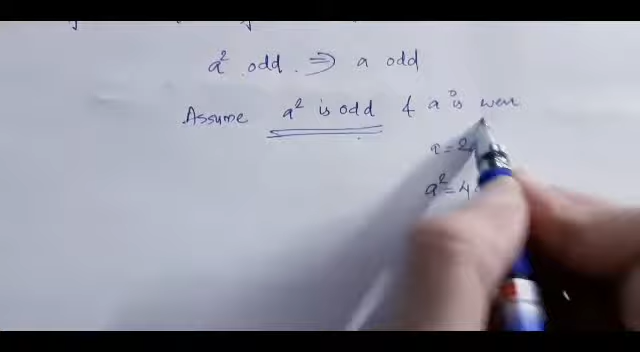 a² odd. ⇒ a odd
Assume a² is odd & a is even
a = 2
a² = 4